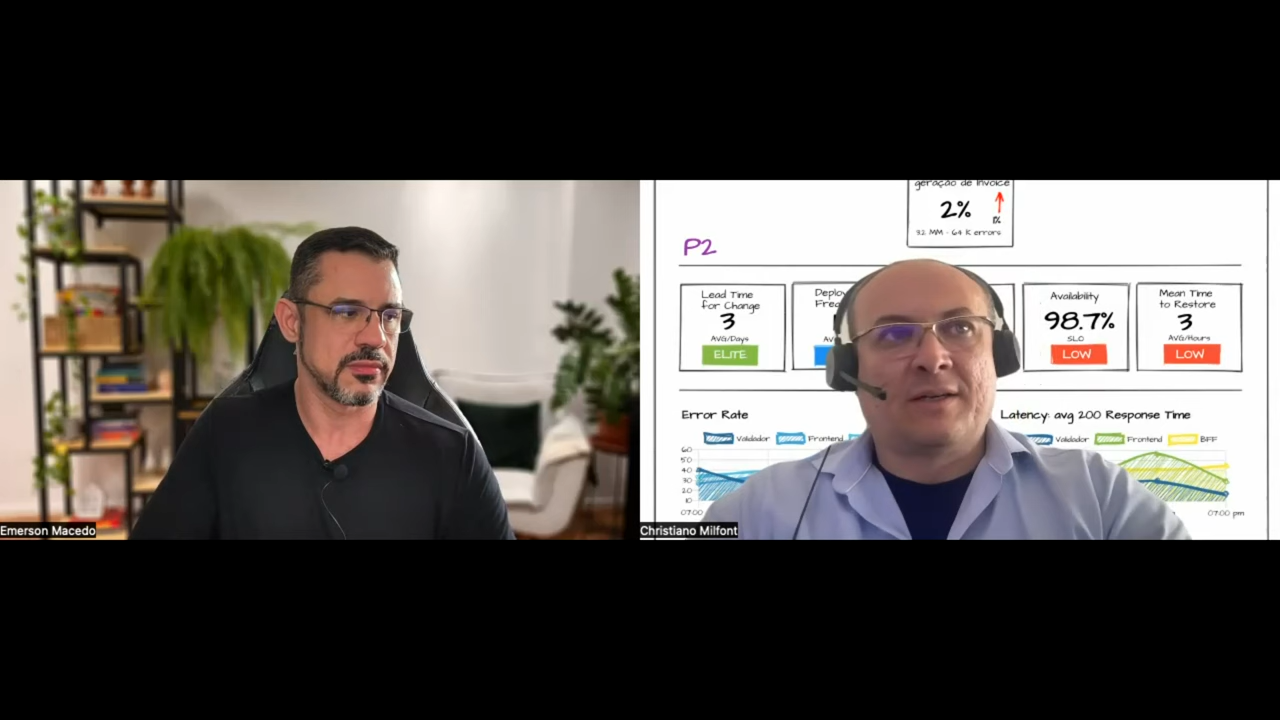 geração de Invoice
2%
1%
32 MM - 64 K errors
P2
Lead Time
for Change
3
AVG/Days
ELITE
Availability
98.7%
SLO
LOW
Mean Time
to Restore
3
AVG/Hours
LOW
Error Rate
Validador
Frontend
60
50
40
30
20
10
07:00
Latency: avg 200 Response Time
Validador
Frontend
BFF
07:00 pm
Emerson Macedo
Christiano Milfont